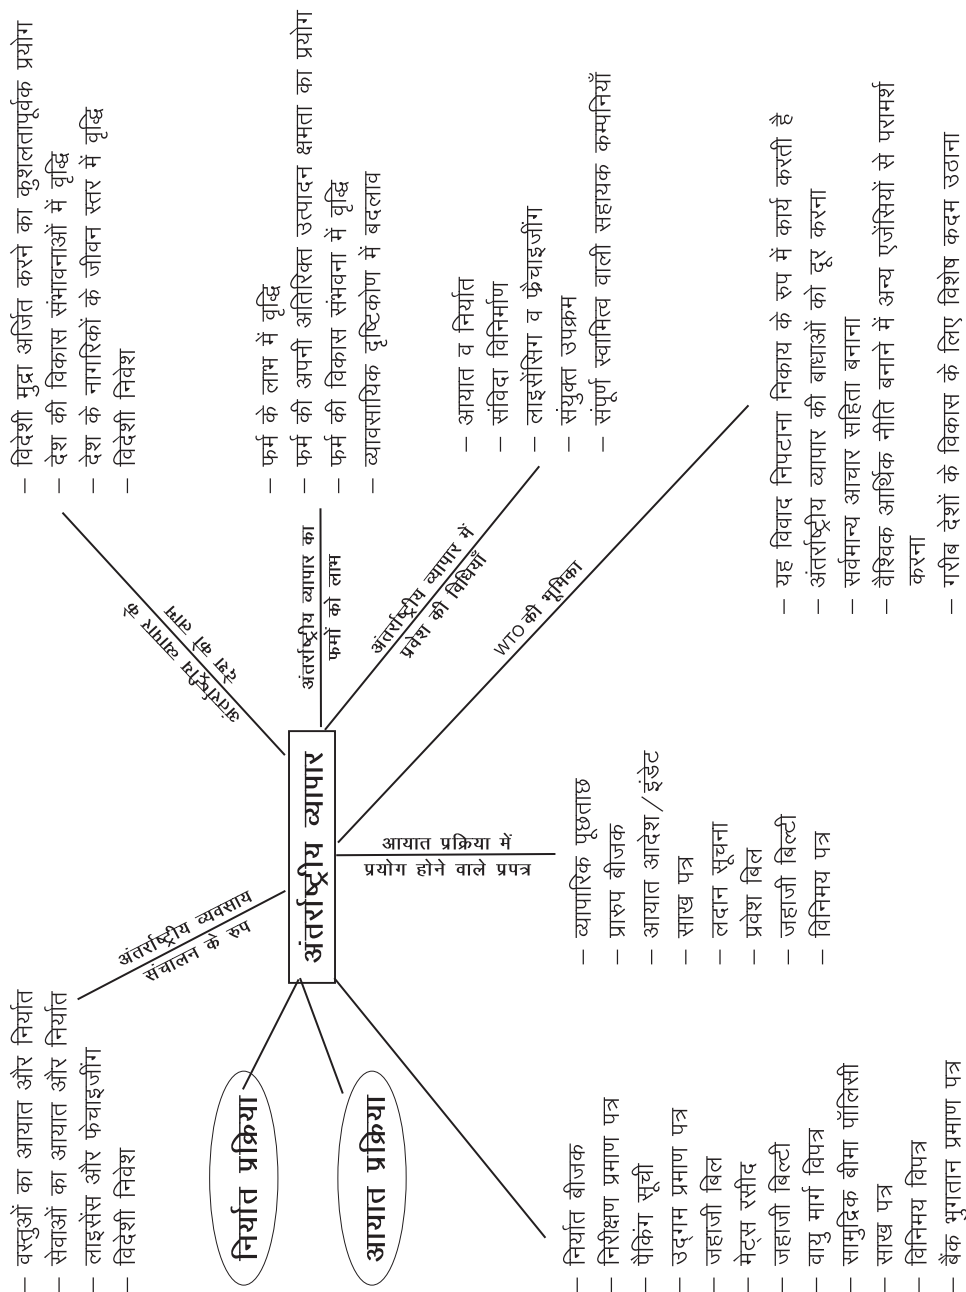 – वस्तुओं का आयात और निर्यात
– सेवाओं का आयात और निर्यात
– लाइसेंस और फेचाइजींग
– विदेशी निवेश
अंतर्राष्ट्रीय व्यवसाय
संचालन के रुप
– विदेशी मुद्रा अर्जित करने का कुशलतापूर्वक प्रयोग
– देश की विकास संभावनाओं में वृद्धि
– देश के नागरिकों के जीवन स्तर में वृद्धि
– विदेशी निवेश
अंतर्राष्ट्रीय व्यापार के
देश को लाभ
– फर्म के लाभ में वृद्धि
– फर्म की अपनी अतिरिक्त उत्पादन क्षमता का प्रयोग
– फर्म की विकास संभवना में वृद्धि
– व्यावसायिक दृष्टिकोण में बदलाव
अंतर्राष्ट्रीय व्यापार का
फर्मों को लाभ
निर्यात प्रक्रिया
अंतर्राष्ट्रीय व्यापार
आयात प्रक्रिया
– आयात व निर्यात
– संविदा विनिर्माण
– लाइसेंसिग व फ्रैचाइजींग
– संयुक्त उपक्रम
– संपूर्ण स्वामित्व वाली सहायक कम्पनियाँ
अंतर्राष्ट्रीय व्यापार में
प्रवेश की विधियाँ
WTO की भूमिका
आयात प्रक्रिया में
प्रयोग होने वाले प्रपत्र
– निर्यात बीजक
– निरीक्षण प्रमाण पत्र
– पैकिंग सूची
– उद्गम प्रमाण पत्र
– जहाजी बिल
– मेट्स रसीद
– जहाजी बिल्टी
– वायु मार्ग विपत्र
– सामुद्रिक बीमा पॉलिसी
– साख पत्र
– विनिमय विपत्र
– बैंक भुगतान प्रमाण पत्र
– व्यापारिक पूछताछ
– प्रारुप बीजक
– आयात आदेश / इंडेट
– साख पत्र
– लदान सूचना
– प्रवेश बिल
– जहाजी बिल्टी
– विनिमय पत्र
– यह विवाद निपटाना निकाय के रुप में कार्य करती है
– अंतर्राष्ट्रीय व्यापार की बाधाओं को दूर करना
– सर्वमान्य आचार सहिता बनाना
– वैश्विक आर्थिक नीति बनाने में अन्य एजेंसियों से परामर्श
करना
– गरीब देशों के विकास के लिए विशेष कदम उठाना